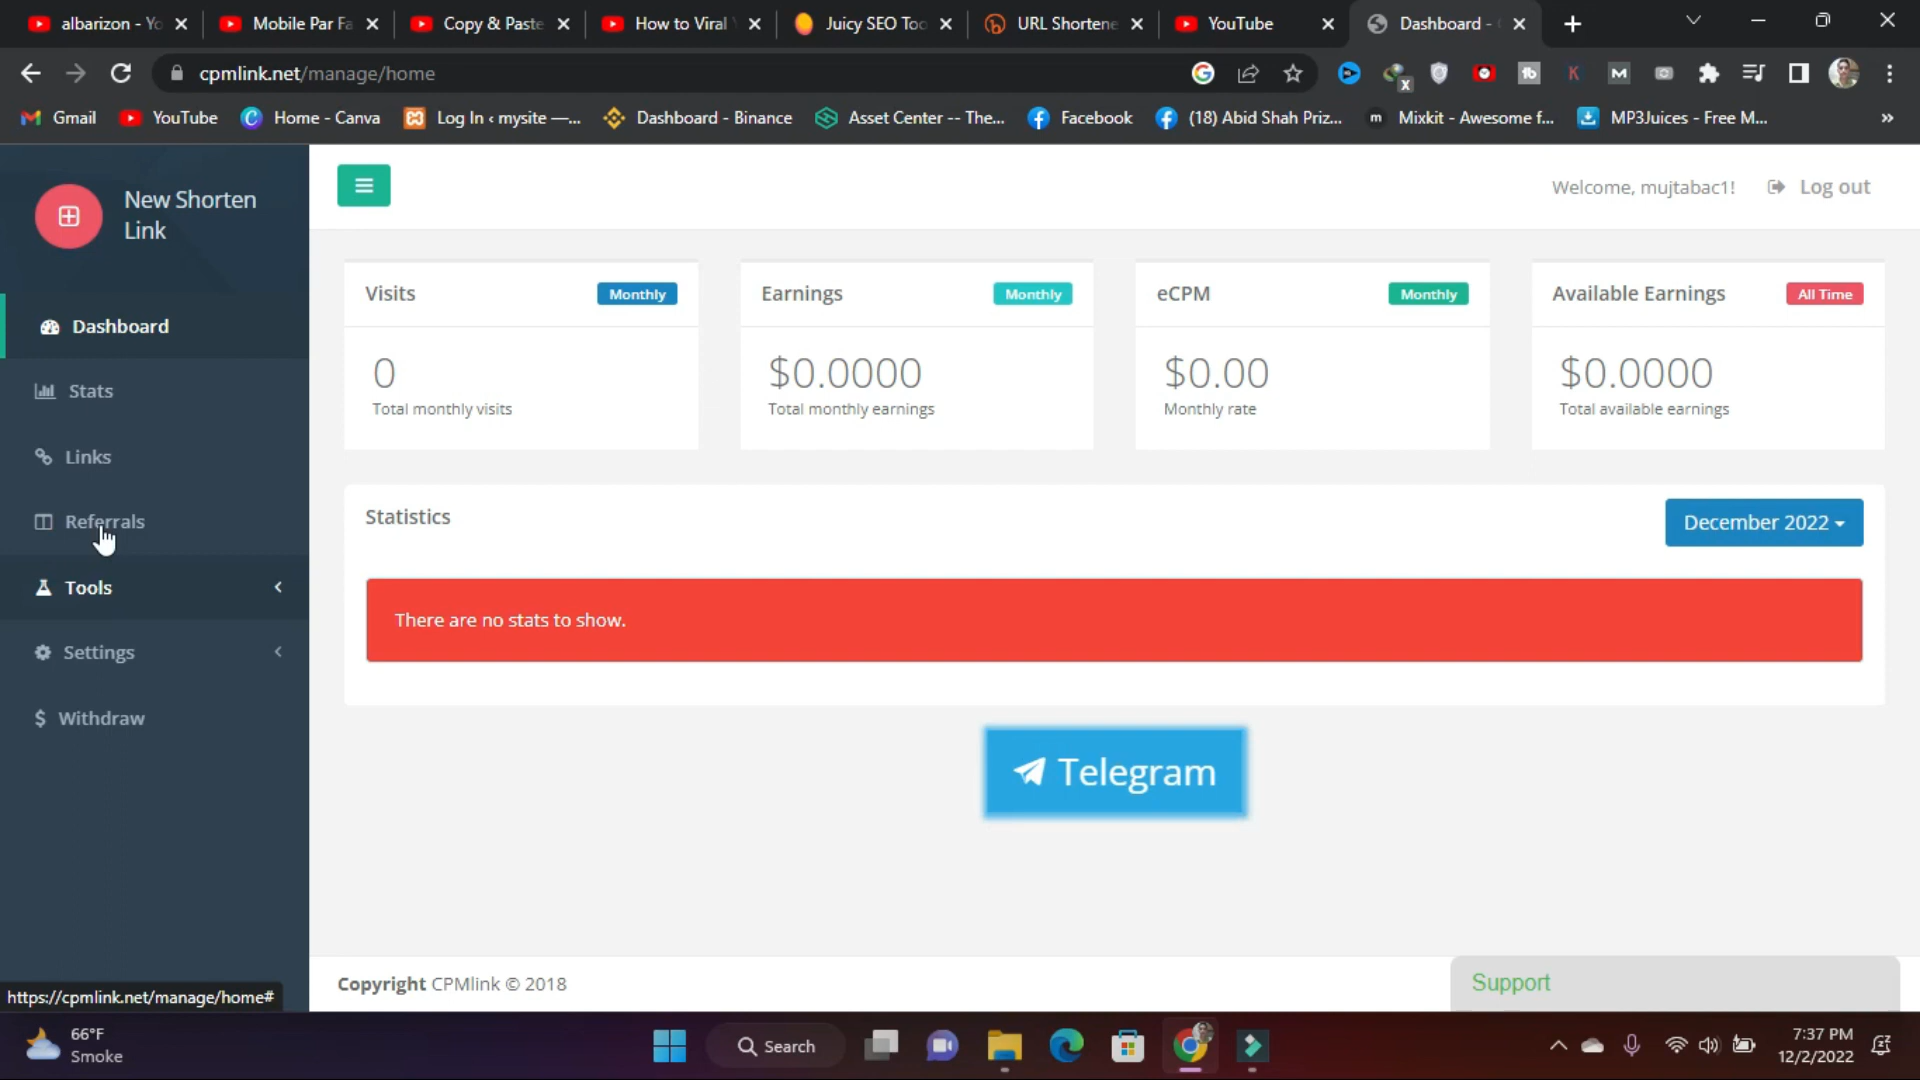 albarizon - Yo
Mobile Par Fa
Copy & Paste
How to Viral
Juicy SEO Too
URL Shortene
YouTube
Dashboard -
cpmlink.net/manage/home
Gmail
YouTube
Home - Canva
Log In ‹ mysite —...
Dashboard - Binance
Asset Center -- The...
Facebook
(18) Abid Shah Priz...
Mixkit - Awesome f...
MP3Juices - Free M...
New Shorten
Link
Welcome, mujtabac1!
Log out
Dashboard
Stats
Links
Referrals
Tools
Settings
$ Withdraw
Visits
Monthly
0
Total monthly visits
Earnings
Monthly
$0.0000
Total monthly earnings
eCPM
Monthly
$0.00
Monthly rate
Available Earnings
All Time
$0.0000
Total available earnings
Statistics
December 2022
There are no stats to show.
Telegram
Copyright CPMlink © 2018
Support
https://cpmlink.net/manage/home#
66°F
Smoke
Search
7:37 PM
12/2/2022